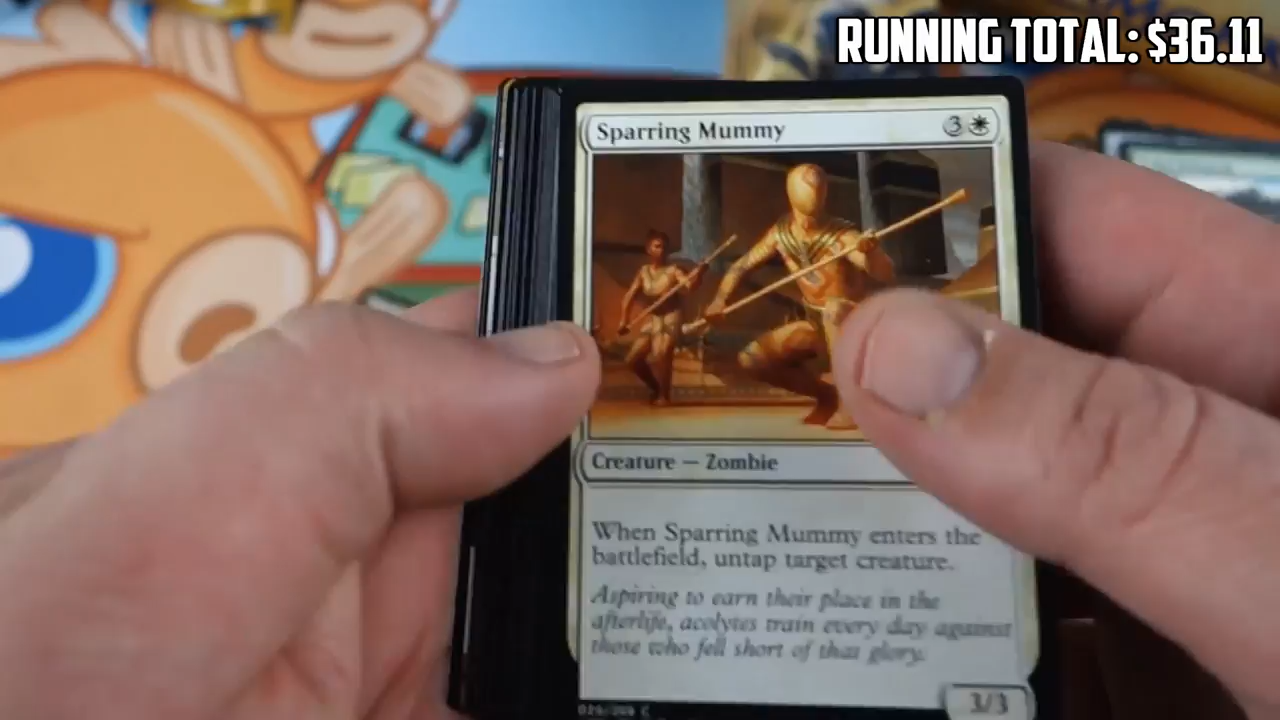 RUNNING TOTAL: $36.11
Sparring Mummy 3
Creature — Zombie
When Sparring Mummy enters the
battlefield, untap target creature.
Aspiring to earn their place in the
afterlife, acolytes train every day against
those who fell short of that glory.
3/3